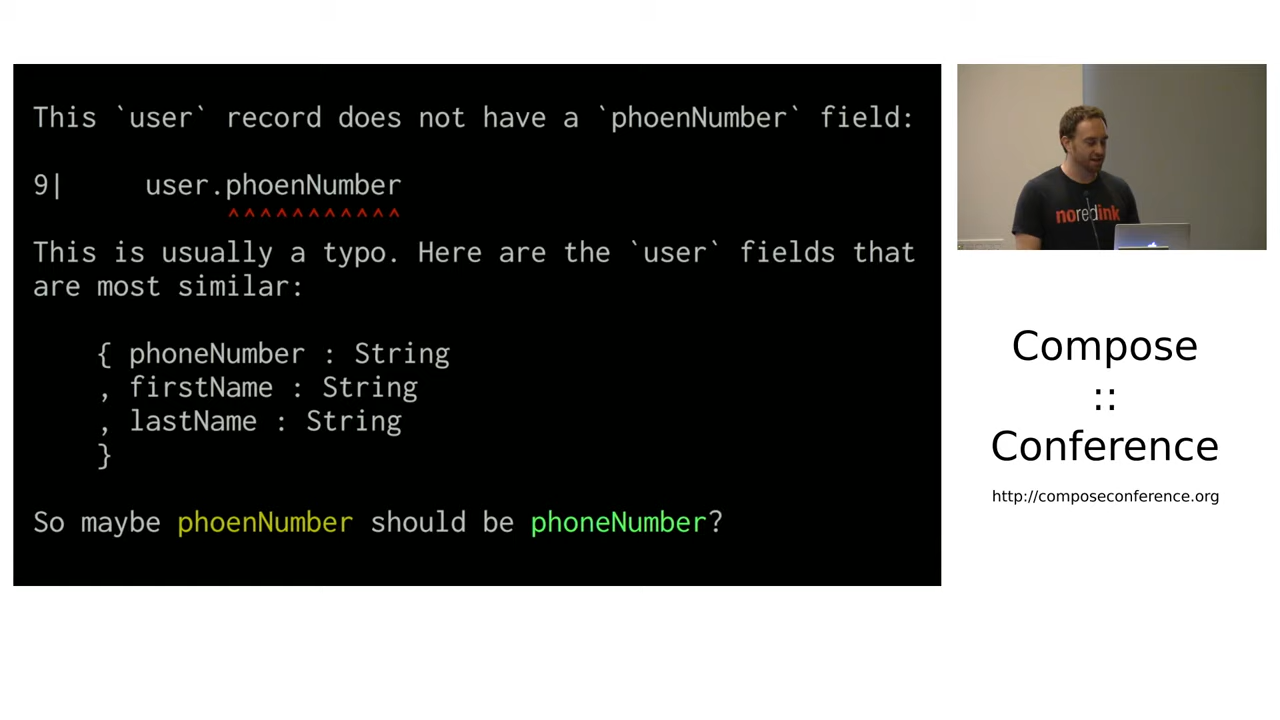 This `user` record does not have a `phoenNumber` field:
9|     user.phoenNumber
^^^^^^^^^^^
This is usually a typo. Here are the `user` fields that
are most similar:
{ phoneNumber : String
, firstName : String
, lastName : String
}
So maybe phoenNumber should be phoneNumber?
noredink
Compose
::
Conference
http://composeconference.org